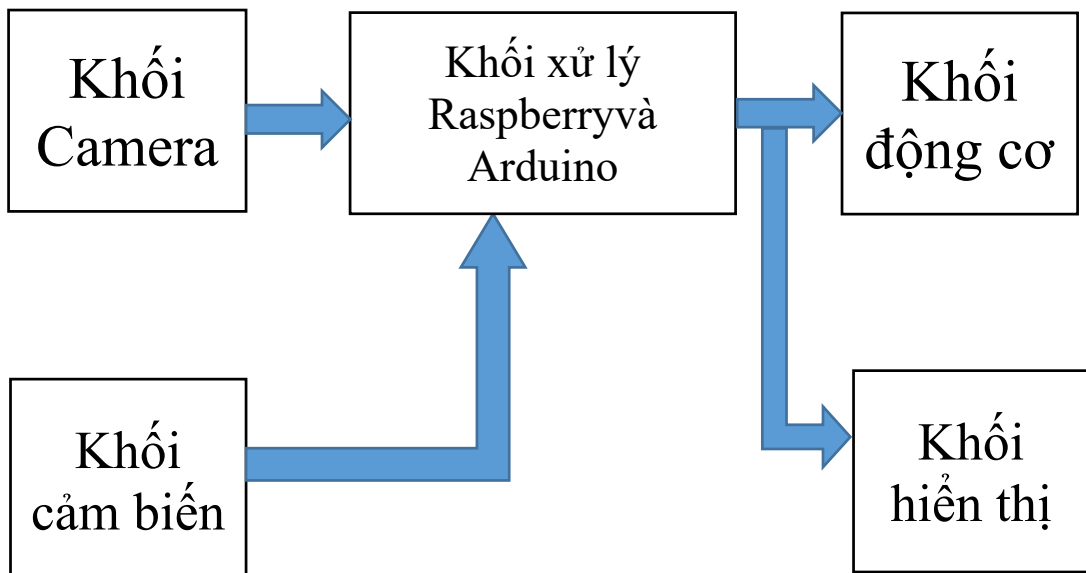 Khối
Camera
Khối xử lý
Raspberryvà
Arduino
Khối
động cơ
Khối
cảm biến
Khối
hiển thị